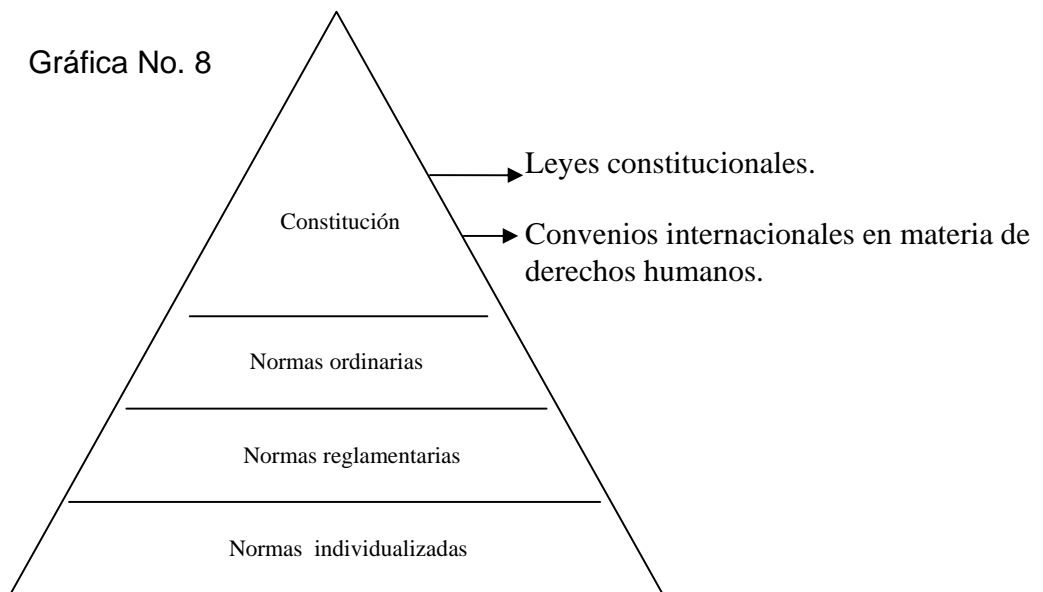 Gráfica No. 8
Leyes constitucionales.
Constitución
Convenios internacionales en materia de
derechos humanos.
Normas ordinarias
Normas reglamentarias
Normas individualizadas